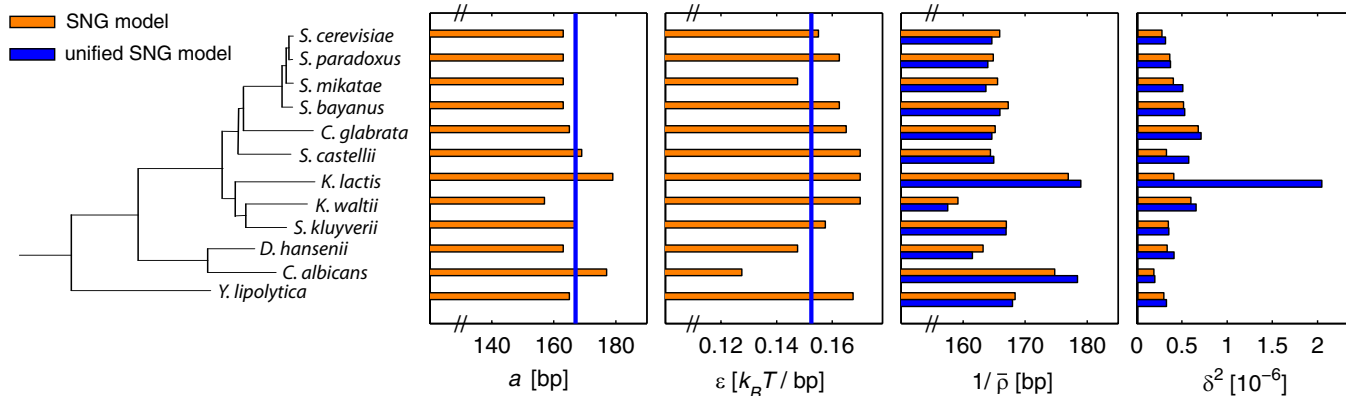 SNG model
unified SNG model
S. cerevisiae
S. paradoxus
S. mikatae
S. bayanus
C. glabrata
S. castellii
K. lactis
K. waltii
S. kluyverii
D. hansenii
C. albicans
Y. lipolytica
140 160 180
a [bp]
0.12 0.14 0.16
ε [k_BT / bp]
160 170 180
1/ ρ̄ [bp]
0 0.5 1 1.5 2
δ² [10⁻⁶]